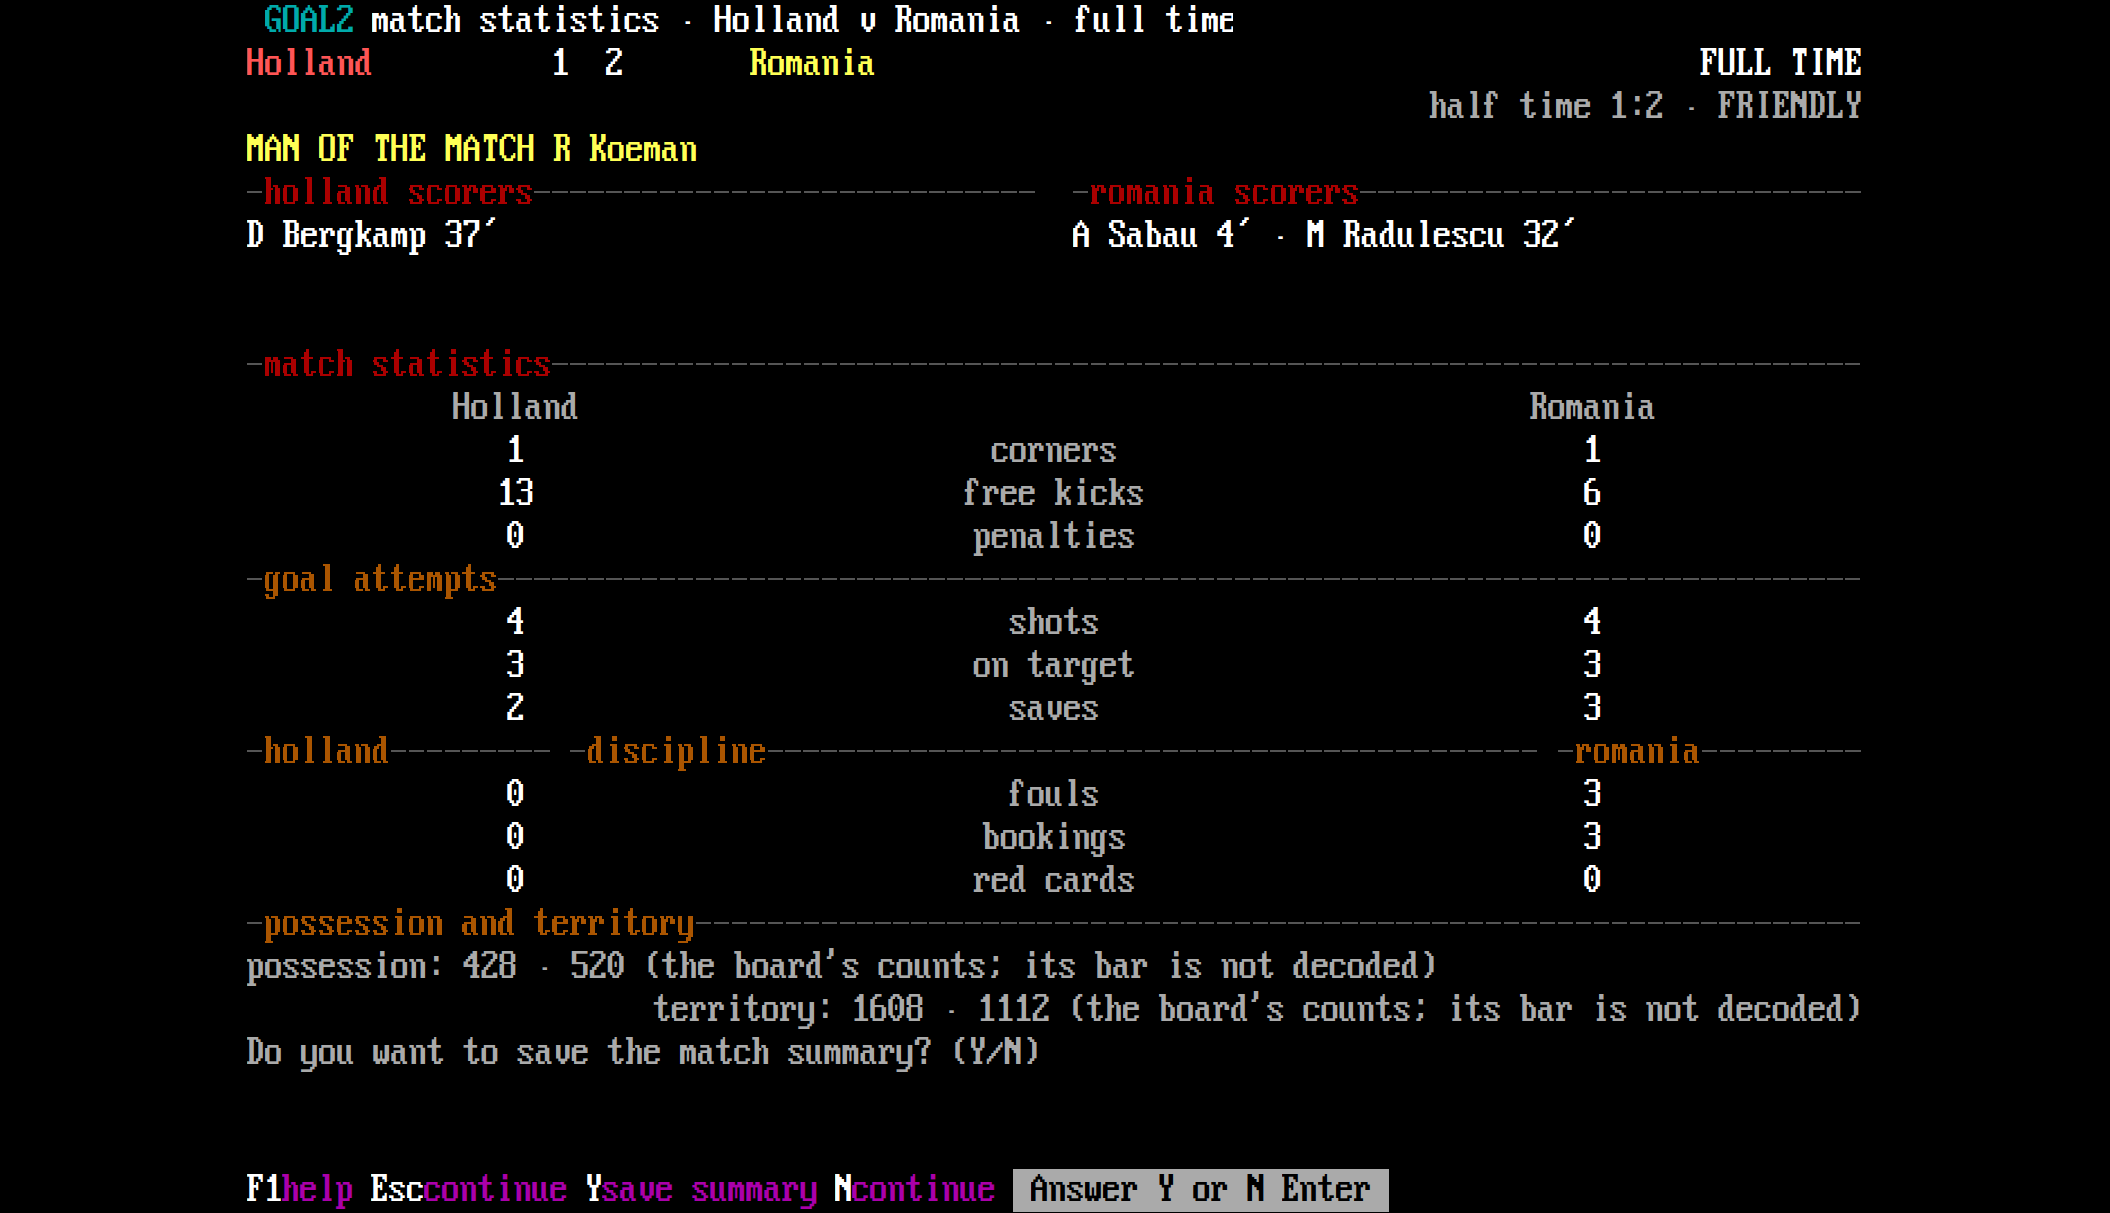 GOAL2 match statistics · Holland v Romania · full time
Holland 1 2 Romania FULL TIME
half time 1:2 · FRIENDLY
MAN OF THE MATCH R Koeman
holland scorers romania scorers
D Bergkamp 37′ A Sabau 4′ · M Radulescu 32′
match statistics
Holland Romania
1 corners 1
13 free kicks 6
0 penalties 0
goal attempts
4 shots 4
3 on target 3
2 saves 3
holland discipline romania
0 fouls 3
0 bookings 3
0 red cards 0
possession and territory
possession: 428 · 520 (the board's counts; its bar is not decoded)
territory: 1608 · 1112 (the board's counts; its bar is not decoded)
Do you want to save the match summary? (Y/N)
F1help Esccontinue Ysave summary Ncontinue Answer Y or N Enter